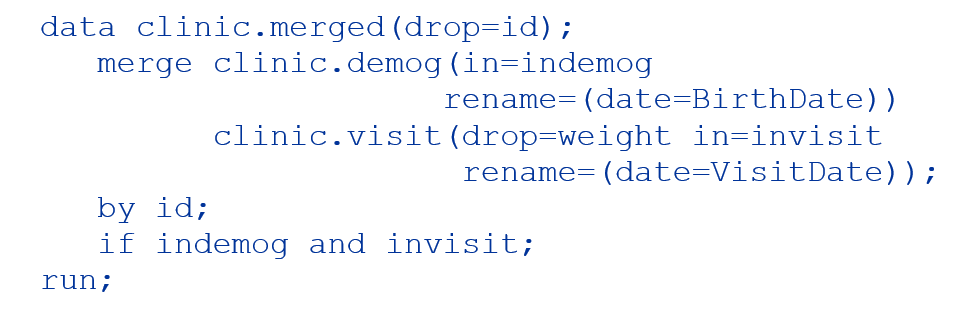 data clinic.merged(drop=id);
merge clinic.demog(in=indemog
rename=(date=BirthDate))
clinic.visit(drop=weight in=invisit
rename=(date=VisitDate));
by id;
if indemog and invisit;
run;